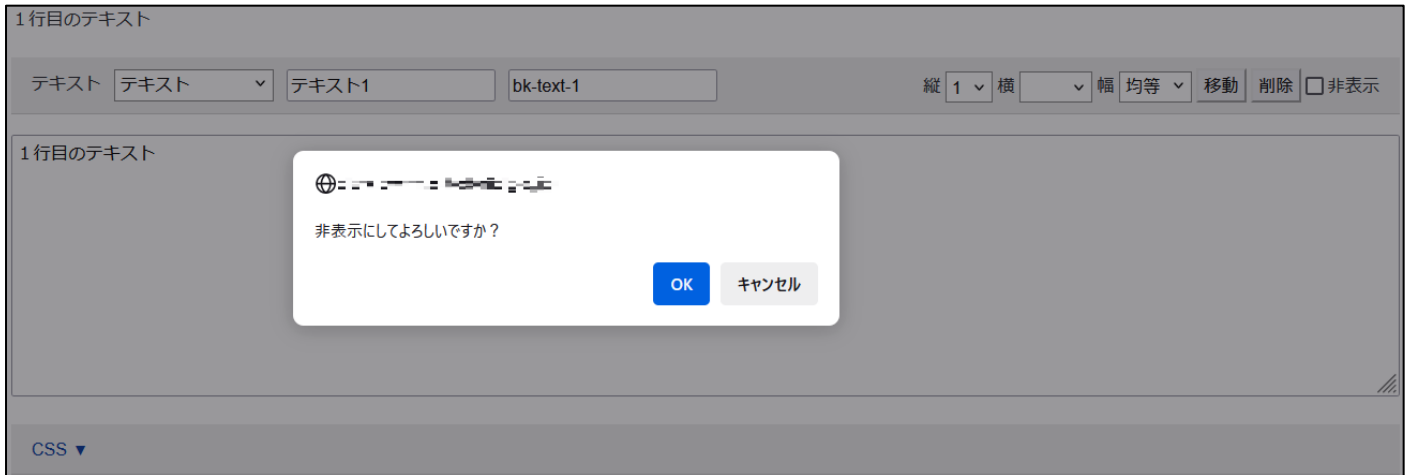 1行目のテキスト
テキスト テキスト テキスト1 bk-text-1 縦 1 横 幅 均等 移動 削除 非表示
1行目のテキスト
非表示にしてよろしいですか？
OK キャンセル
CSS ▼